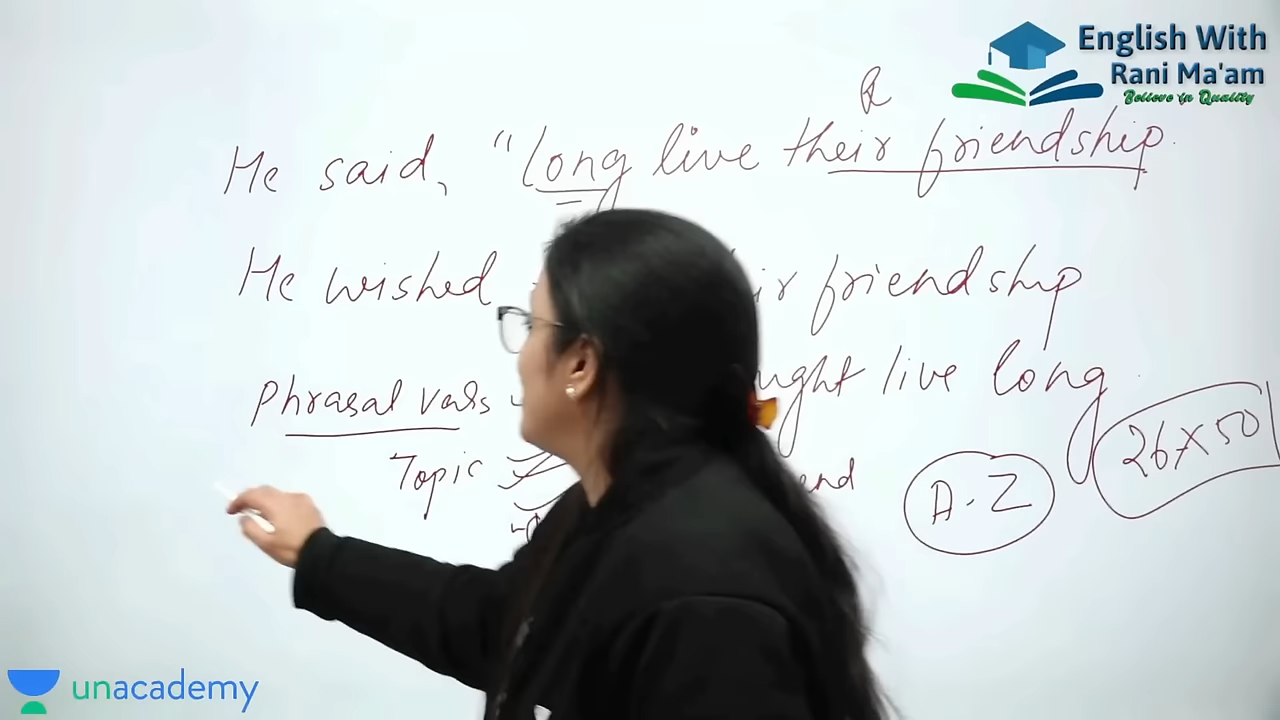 English With
Rani Ma'am
Believe in Quality
He said, "long live their friendship.
He wished friendship
live long.
Phrasal verbs
Topic
A-Z
26x50
unacademy